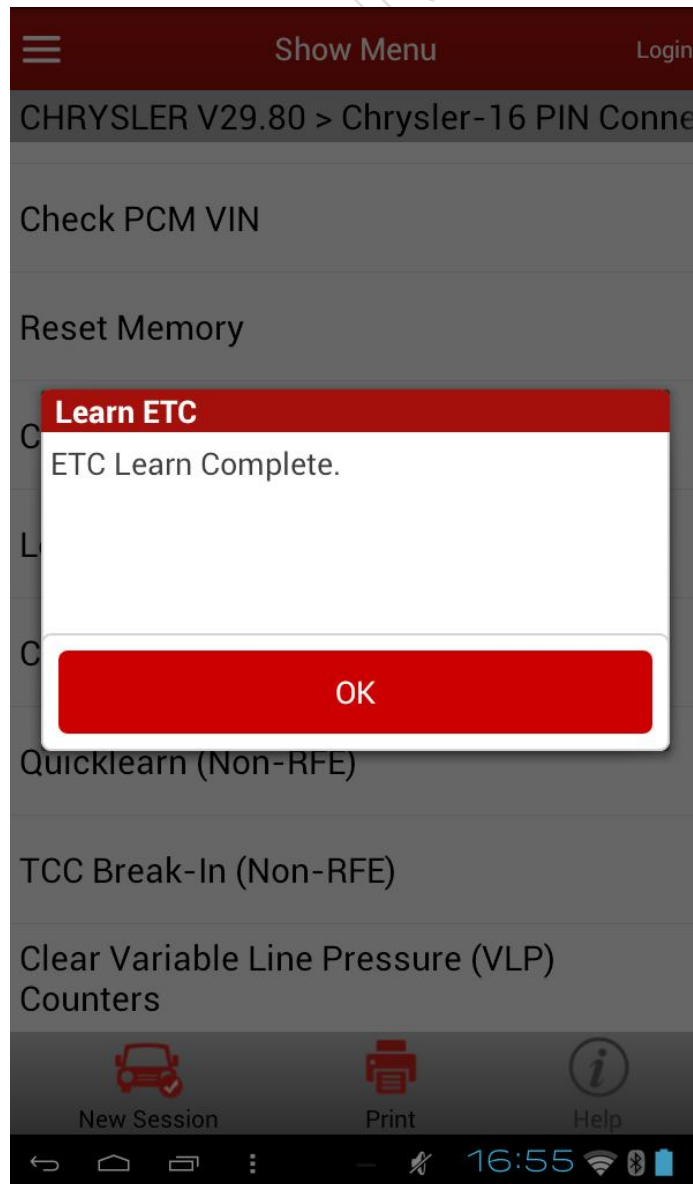 Show Menu
Login
CHRYSLER V29.80 > Chrysler-16 PIN Conne
Check PCM VIN
Reset Memory
C
Learn ETC
ETC Learn Complete.
L
C
OK
Quicklearn (Non-RFE)
TCC Break-In (Non-RFE)
Clear Variable Line Pressure (VLP)
Counters
New Session
Print
Help
16:55